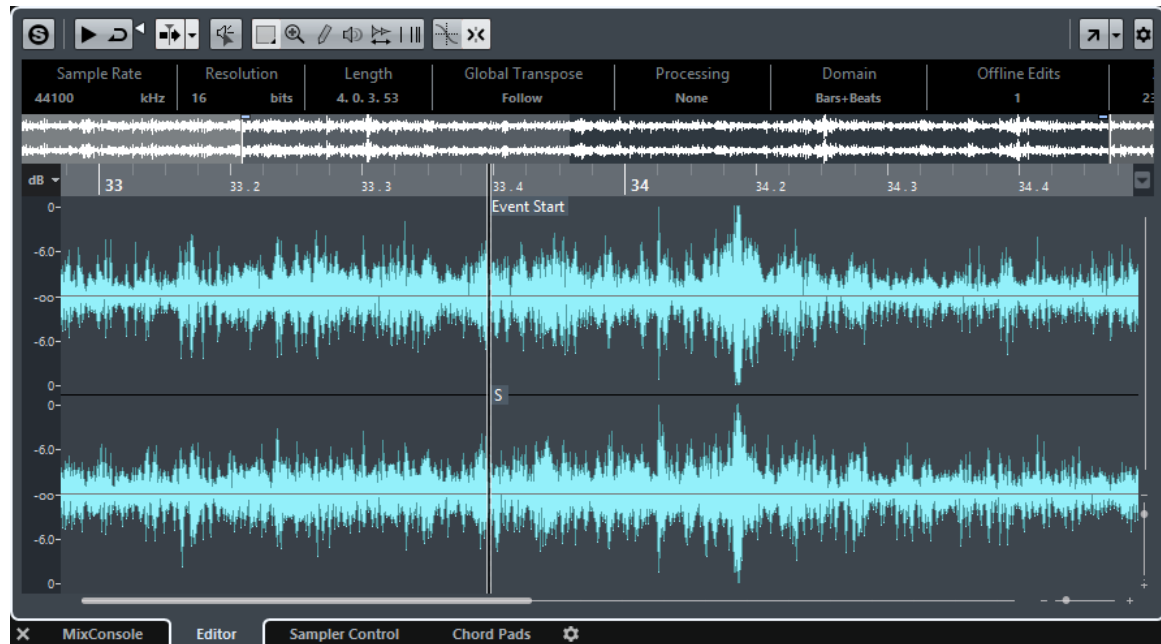 Sample Rate Resolution Length Global Transpose Processing Domain Offline Edits
44100 kHz 16 bits 4. 0. 3. 53 Follow None Bars+Beats 1
dB 33 33.2 33.3 33.4 34 34.2 34.3 34.4
Event Start
0-
-6.0-
-oo-
-6.0-
0-
S
0-
-6.0-
-oo-
-6.0-
0-
MixConsole Editor Sampler Control Chord Pads